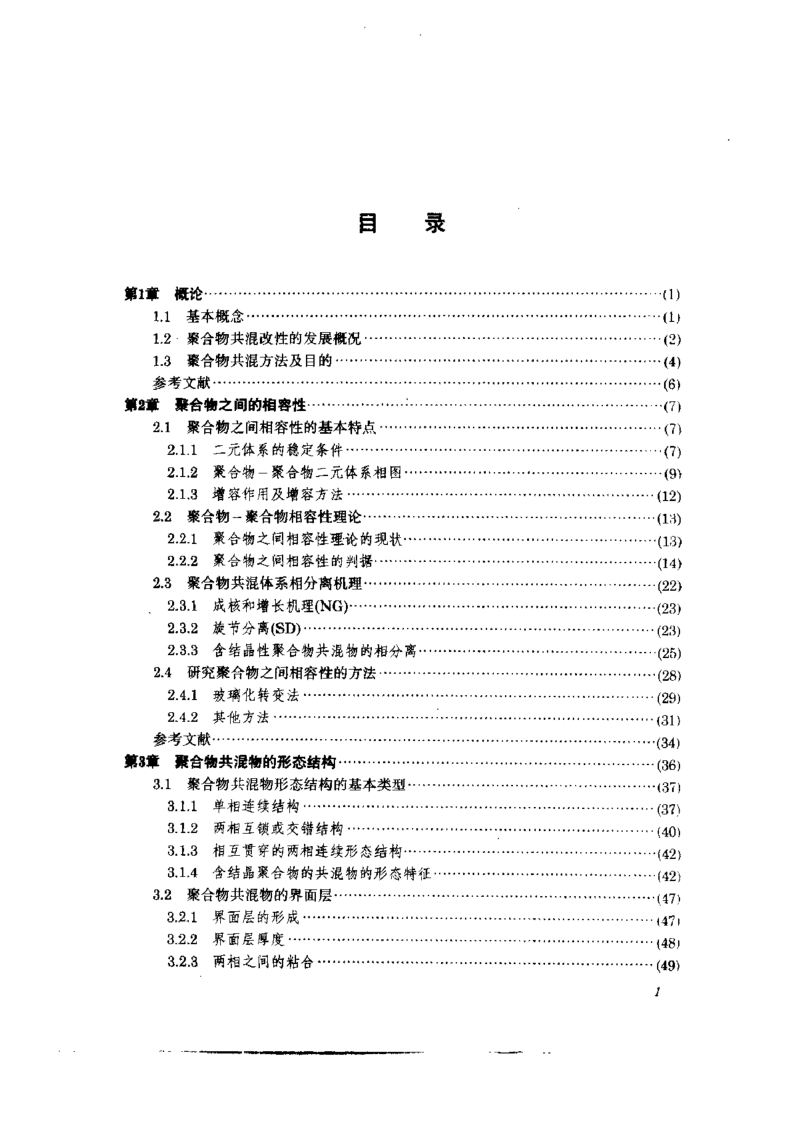 目 录
第1章 概论……(1)
1.1 基本概念……(1)
1.2 聚合物共混改性的发展概况……(2)
1.3 聚合物共混方法及目的……(4)
参考文献……(6)
第2章 聚合物之间的相容性……(7)
2.1 聚合物之间相容性的基本特点……(7)
2.1.1 二元体系的稳定条件……(7)
2.1.2 聚合物－聚合物二元体系相图……(9)
2.1.3 增容作用及增容方法……(12)
2.2 聚合物－聚合物相容性理论……(13)
2.2.1 聚合物之间相容性理论的现状……(13)
2.2.2 聚合物之间相容性的判据……(14)
2.3 聚合物共混体系相分离机理……(22)
2.3.1 成核和增长机理(NG)……(23)
2.3.2 旋节分离(SD)……(23)
2.3.3 含结晶性聚合物共混物的相分离……(25)
2.4 研究聚合物之间相容性的方法……(28)
2.4.1 玻璃化转变法……(29)
2.4.2 其他方法……(31)
参考文献……(34)
第3章 聚合物共混物的形态结构……(36)
3.1 聚合物共混物形态结构的基本类型……(37)
3.1.1 单相连续结构……(37)
3.1.2 两相互锁或交错结构……(40)
3.1.3 相互贯穿的两相连续形态结构……(42)
3.1.4 含结晶聚合物的共混物的形态特征……(42)
3.2 聚合物共混物的界面层……(47)
3.2.1 界面层的形成……(47)
3.2.2 界面层厚度……(48)
3.2.3 两相之间的粘合……(49)
1